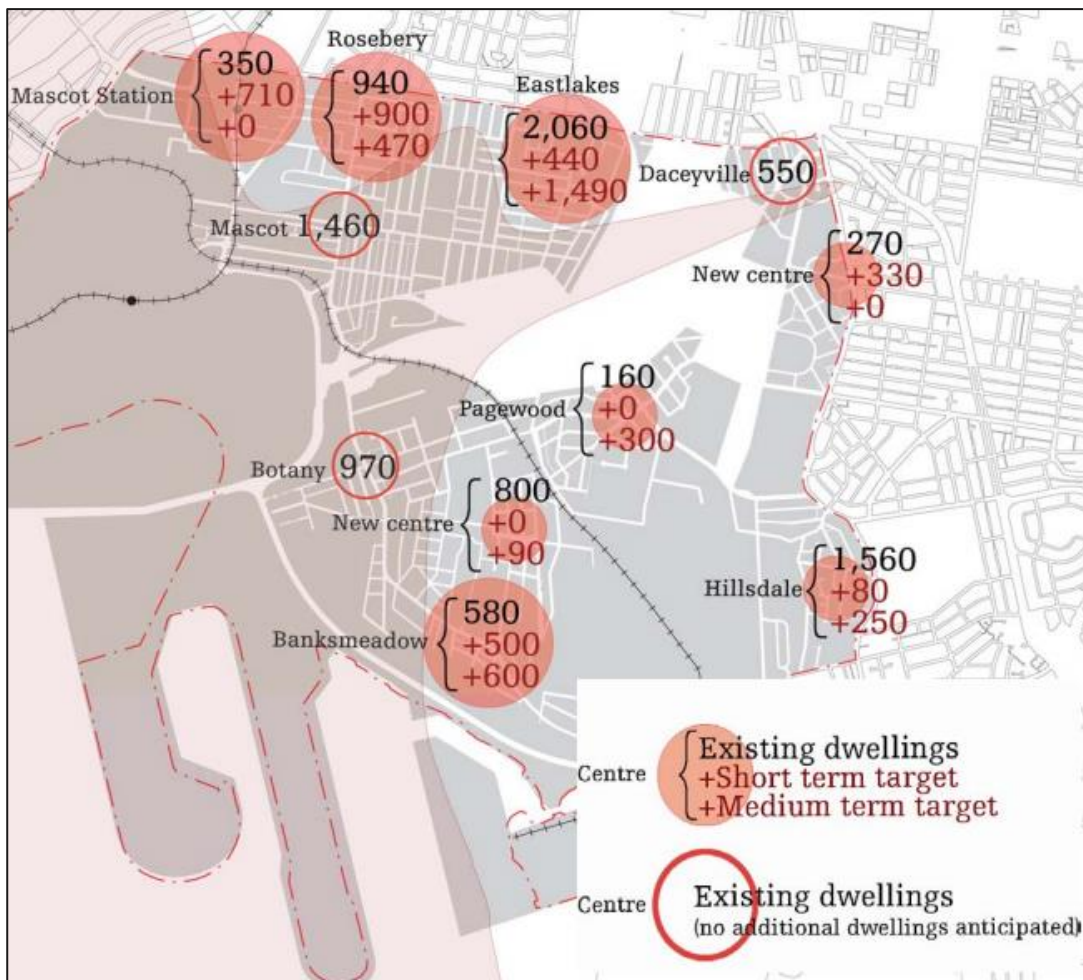 Rosebery
Mascot Station
350
+710
+0
940
+900
+470
Eastlakes
2,060
+440
+1,490
Daceyville 550
Mascot 1,460
New centre
270
+330
+0
Pagewood
160
+0
+300
Botany 970
New centre
800
+0
+90
Hillsdale
1,560
+80
+250
Banksmeadow
580
+500
+600
Centre
Existing dwellings
+Short term target
+Medium term target
Centre
Existing dwellings
(no additional dwellings anticipated)